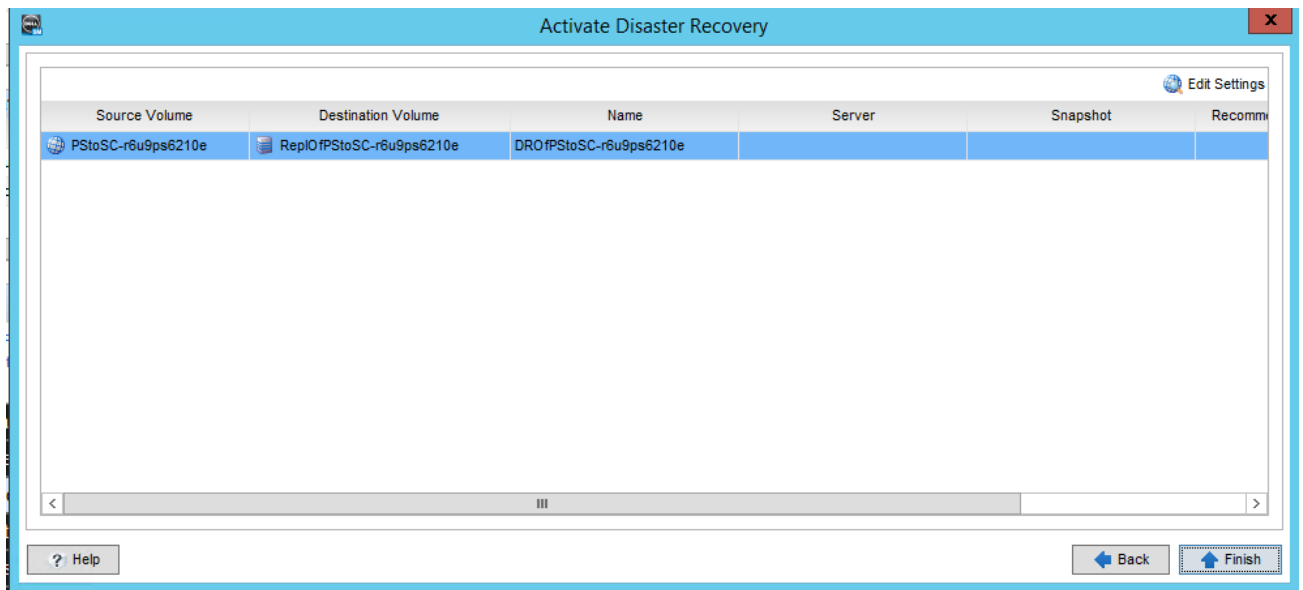 Activate Disaster Recovery
x
Edit Settings
Source Volume Destination Volume Name Server Snapshot Recomm
PStoSC-r6u9ps6210e ReplOfPStoSC-r6u9ps6210e DROfPStoSC-r6u9ps6210e
? Help Back Finish